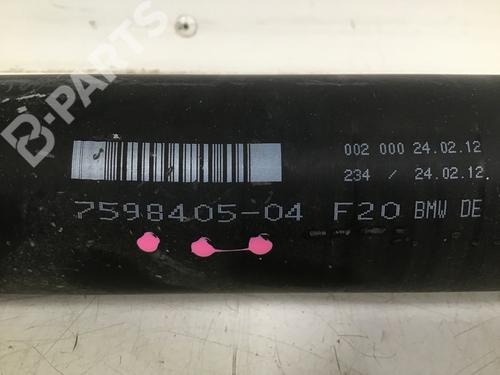 B-PARTS
002 000 24.02.12
234 / 24.02.12
7598405-04 F20 BMW DE